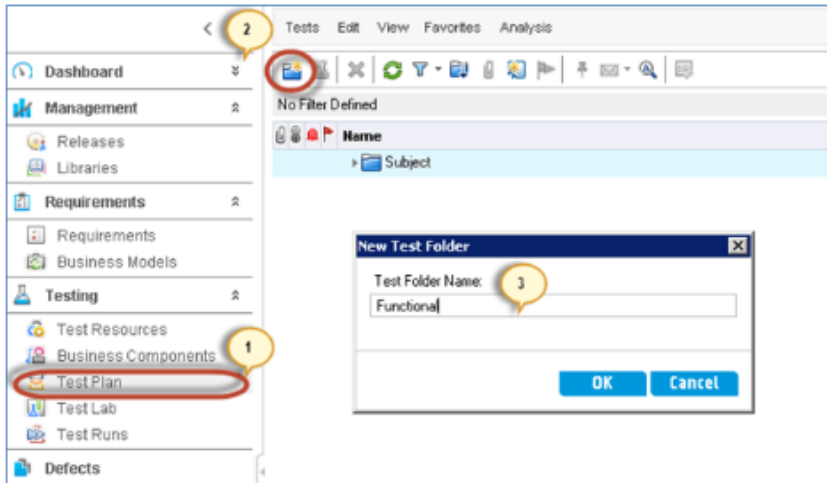 2
Tests Edit View Favorites Analysis
Dashboard
Management
No Filter Defined
Name
Releases
Subject
Libraries
Requirements
Requirements
New Test Folder
Business Models
Test Folder Name:
3
Testing
Functional
Test Resources
1
Business Components
Test Plan
OK Cancel
Test Lab
Test Runs
Defects